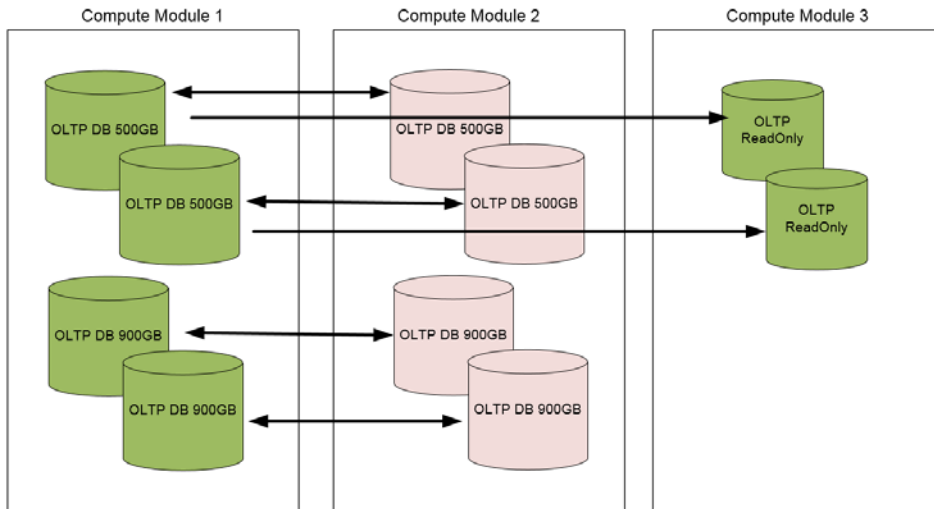 Compute Module 1
Compute Module 2
Compute Module 3
OLTP DB 500GB
OLTP DB 500GB
OLTP
ReadOnly
OLTP DB 500GB
OLTP DB 500GB
OLTP
ReadOnly
OLTP DB 900GB
OLTP DB 900GB
OLTP DB 900GB
OLTP DB 900GB